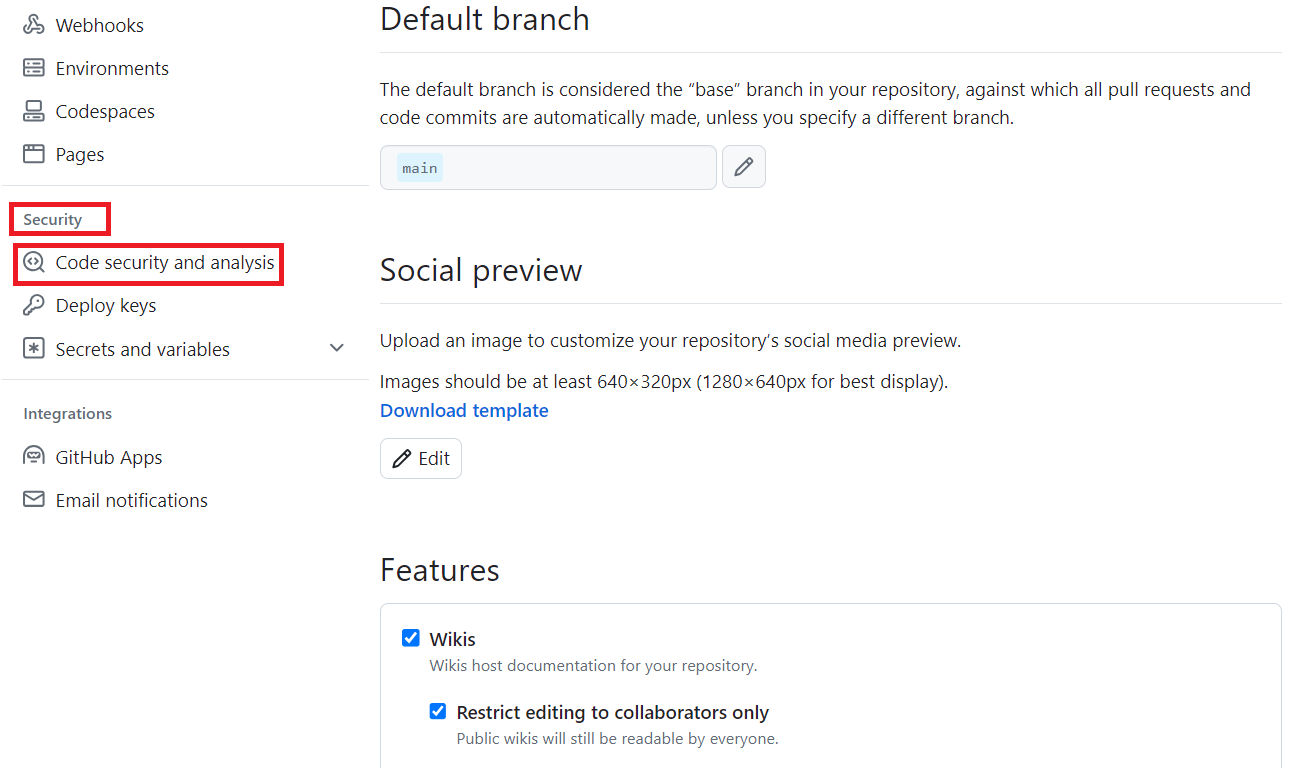 Webhooks
Environments
Codespaces
Pages
Security
Code security and analysis
Deploy keys
Secrets and variables
Integrations
GitHub Apps
Email notifications
Default branch
The default branch is considered the “base” branch in your repository, against which all pull requests and
code commits are automatically made, unless you specify a different branch.
main
Social preview
Upload an image to customize your repository’s social media preview.
Images should be at least 640×320px (1280×640px for best display).
Download template
Edit
Features
Wikis
Wikis host documentation for your repository.
Restrict editing to collaborators only
Public wikis will still be readable by everyone.